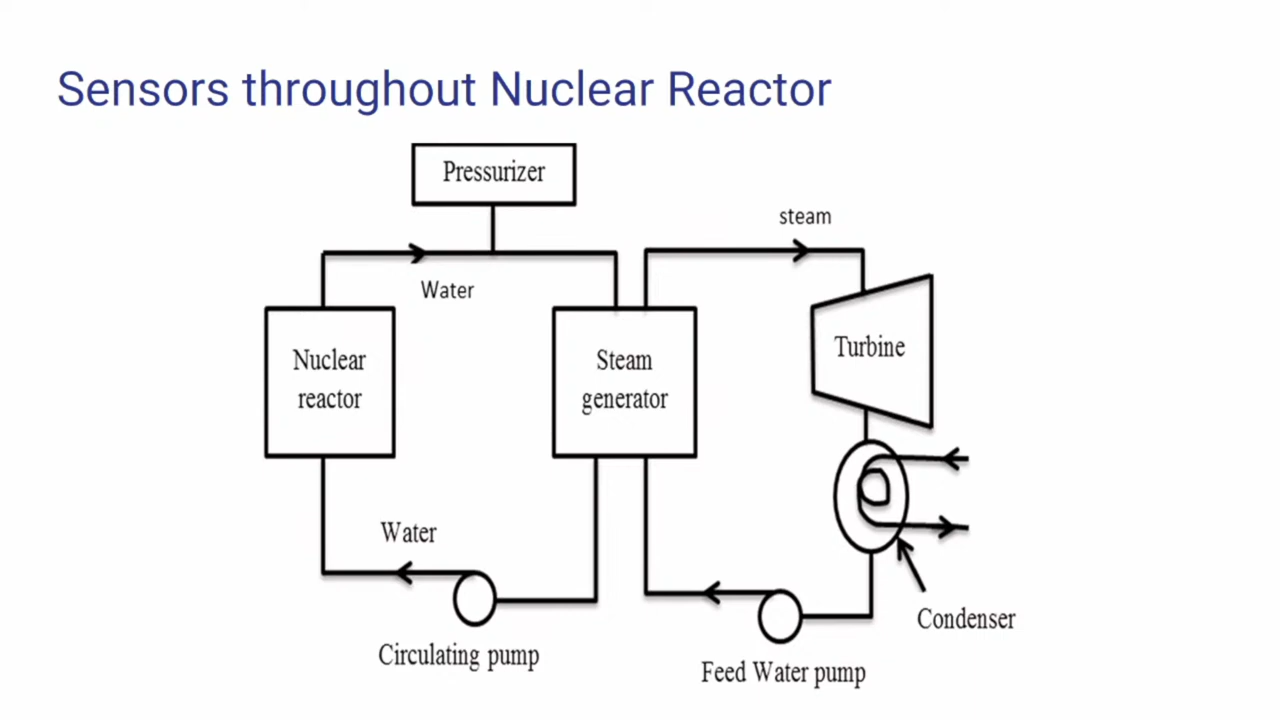 Sensors throughout Nuclear Reactor
Pressurizer
steam
Water
Nuclear
reactor
Steam
generator
Turbine
Water
Condenser
Circulating pump
Feed Water pump